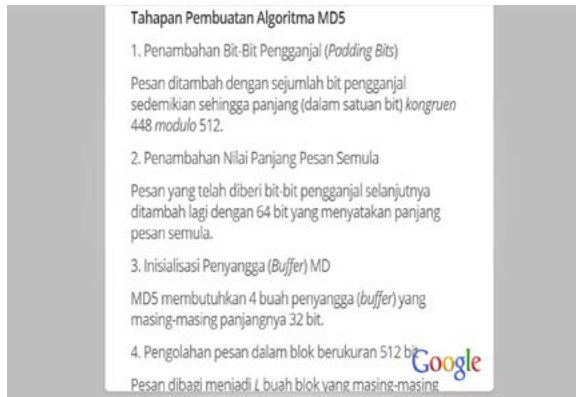 Tahapan Pembuatan Algoritma MD5
1. Penambahan Bit-Bit Pengganjal (Padding Bits)
Pesan ditambah dengan sejumlah bit pengganjal
sedemikian sehingga panjang (dalam satuan bit) kongruen
448 modulo 512.
2. Penambahan Nilai Panjang Pesan Semula
Pesan yang telah diberi bit-bit pengganjal selanjutnya
ditambah lagi dengan 64 bit yang menyatakan panjang
pesan semula.
3. Inisialisasi Penyangga (Buffer) MD
MD5 membutuhkan 4 buah penyangga (buffer) yang
masing-masing panjangnya 32 bit.
4. Pengolahan pesan dalam blok berukuran 512 bit
Google
Pesan dibagi menjadi L buah blok yang masing-masing